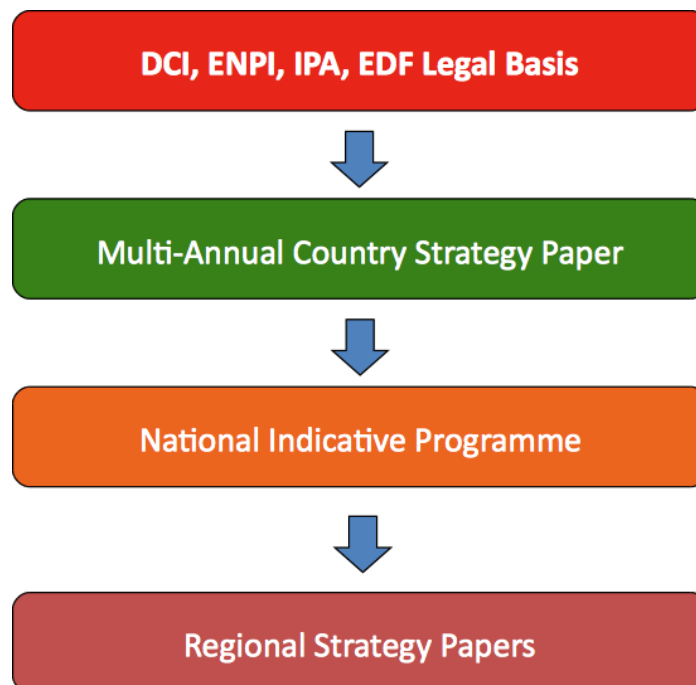 DCI, ENPI, IPA, EDF Legal Basis
Multi-Annual Country Strategy Paper
National Indicative Programme
Regional Strategy Papers